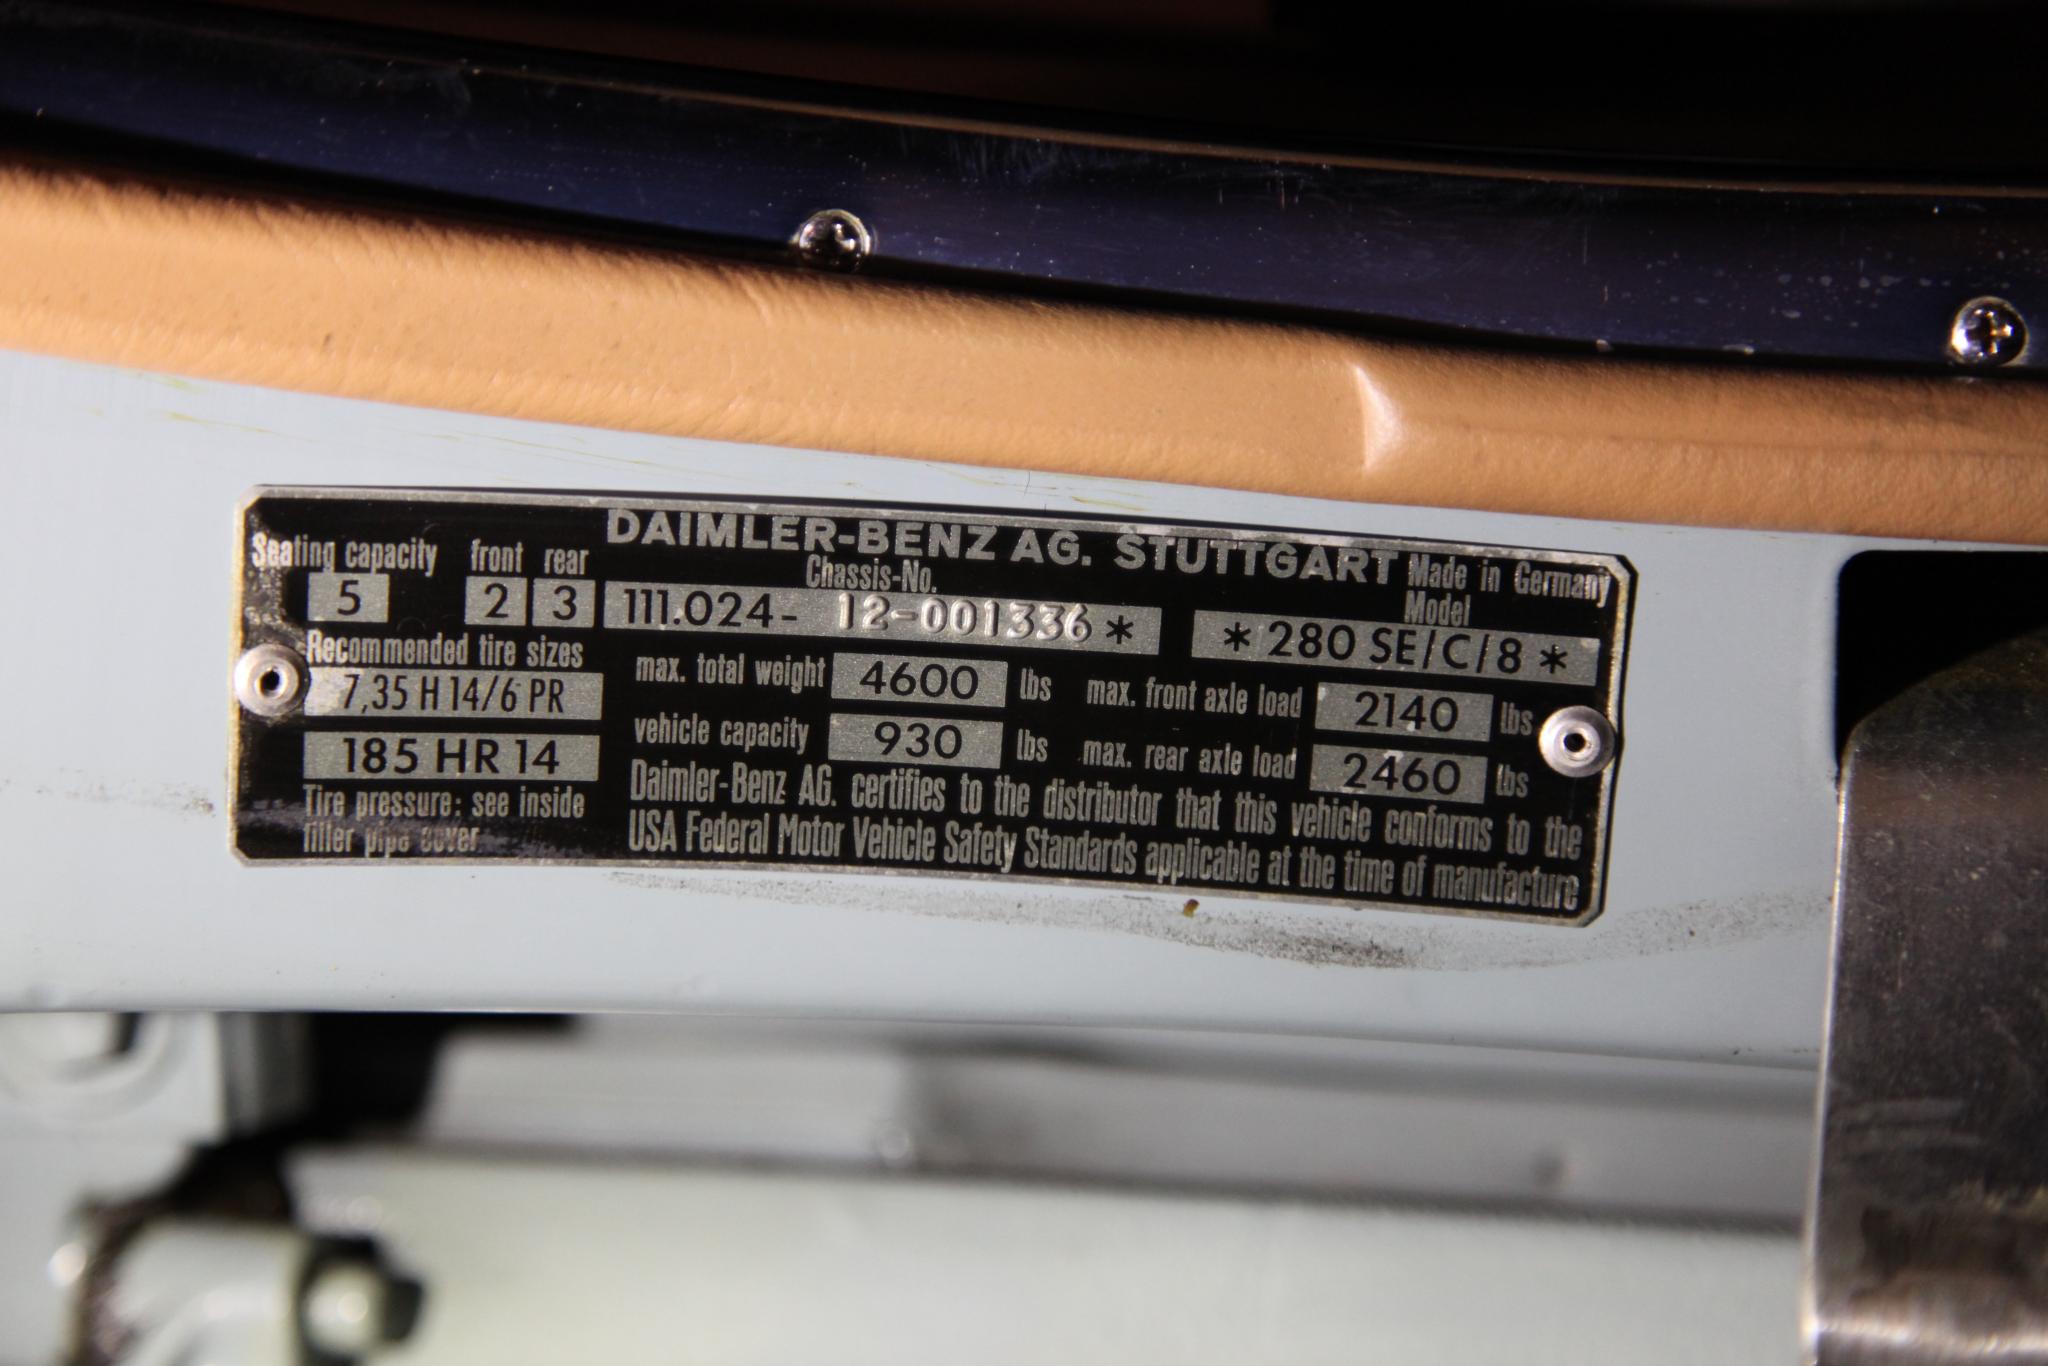 DAIMLER-BENZ AG. STUTTGART
Made in Germany
Seating capacity front rear
5 2 3
Chassis-No.
111.024- 12-001336 *
Model
* 280 SE/C/8 *
Recommended tire sizes
7,35 H 14/6 PR
185 HR 14
Tire pressure: see inside
filler pipe cover
max. total weight 4600 lbs
max. front axle load 2140 lbs
vehicle capacity 930 lbs
max. rear axle load 2460 lbs
Daimler-Benz AG. certifies to the distributor that this vehicle conforms to the
USA Federal Motor Vehicle Safety Standards applicable at the time of manufacture